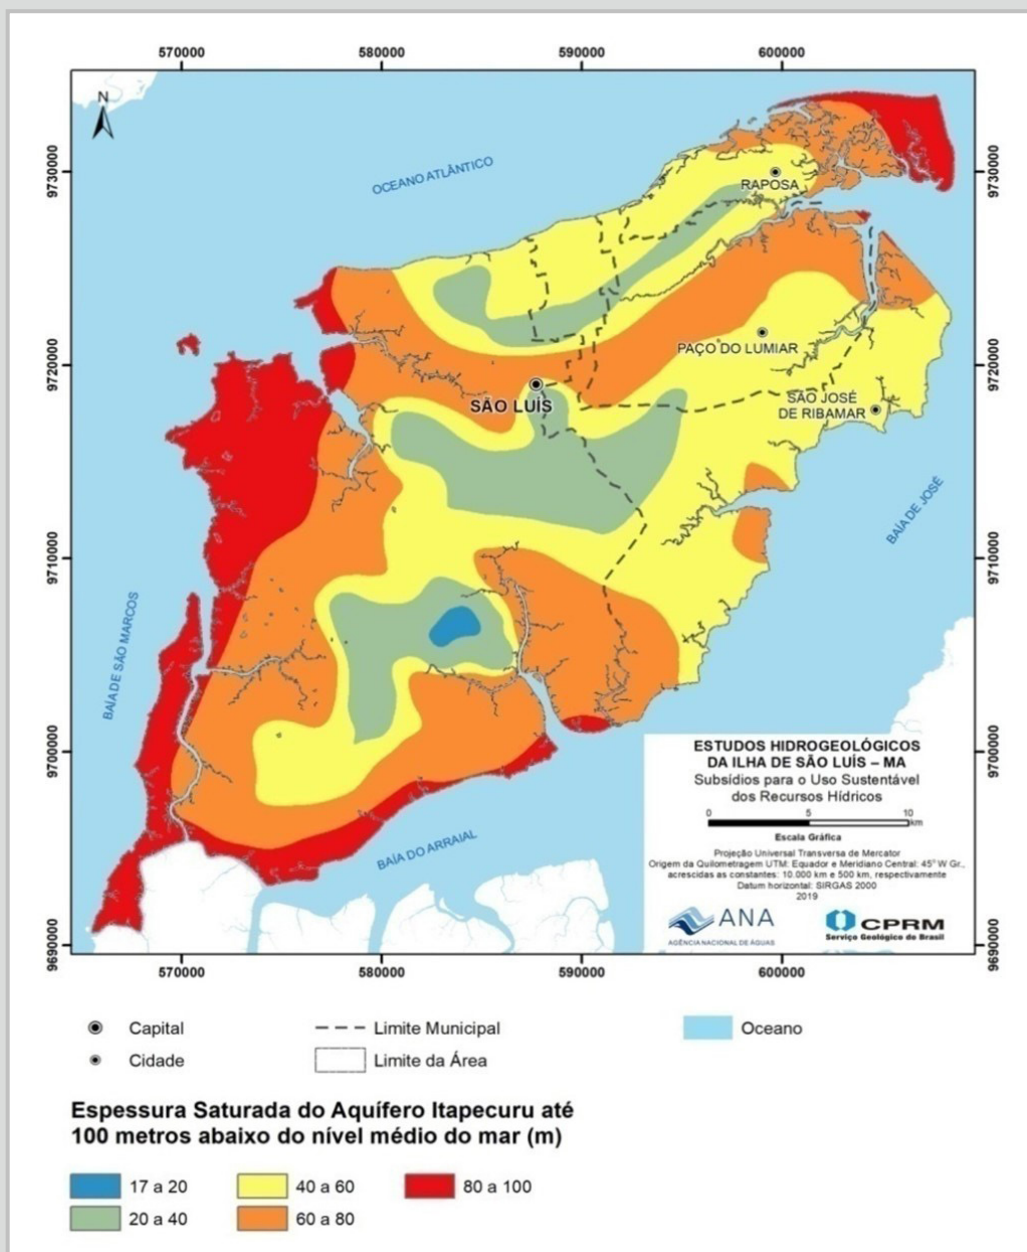 570000
580000
590000
600000
N
9730000
9730000
OCEANO ATLÂNTICO
RAPOSA
9720000
9720000
PAÇO DO LUMIAR
SÃO LUÍS
SÃO JOSÉ
DE RIBAMAR
BAÍA DE JOSÉ
9710000
9710000
BAÍA DE SÃO MARCOS
9700000
9700000
BAÍA DO ARRAIAL
ESTUDOS HIDROGEOLÓGICOS
DA ILHA DE SÃO LUÍS – MA
Subsídios para o Uso Sustentável
dos Recursos Hídricos
0 5 10
km
Escala Gráfica
Projeção Universal Transversa de Mercator
Origem da Quilometragem UTM: Equador e Meridiano Central: 45° W Gr.,
acrescidas as constantes: 10.000 km e 500 km, respectivamente
Datum horizontal: SIRGAS 2000
2019
ANA
AGÊNCIA NACIONAL DE ÁGUAS
CPRM
Serviço Geológico do Brasil
9690000
9690000
570000
580000
590000
600000
Capital
Limite Municipal
Oceano
Cidade
Limite da Área
Espessura Saturada do Aquífero Itapecuru até
100 metros abaixo do nível médio do mar (m)
17 a 20
40 a 60
80 a 100
20 a 40
60 a 80